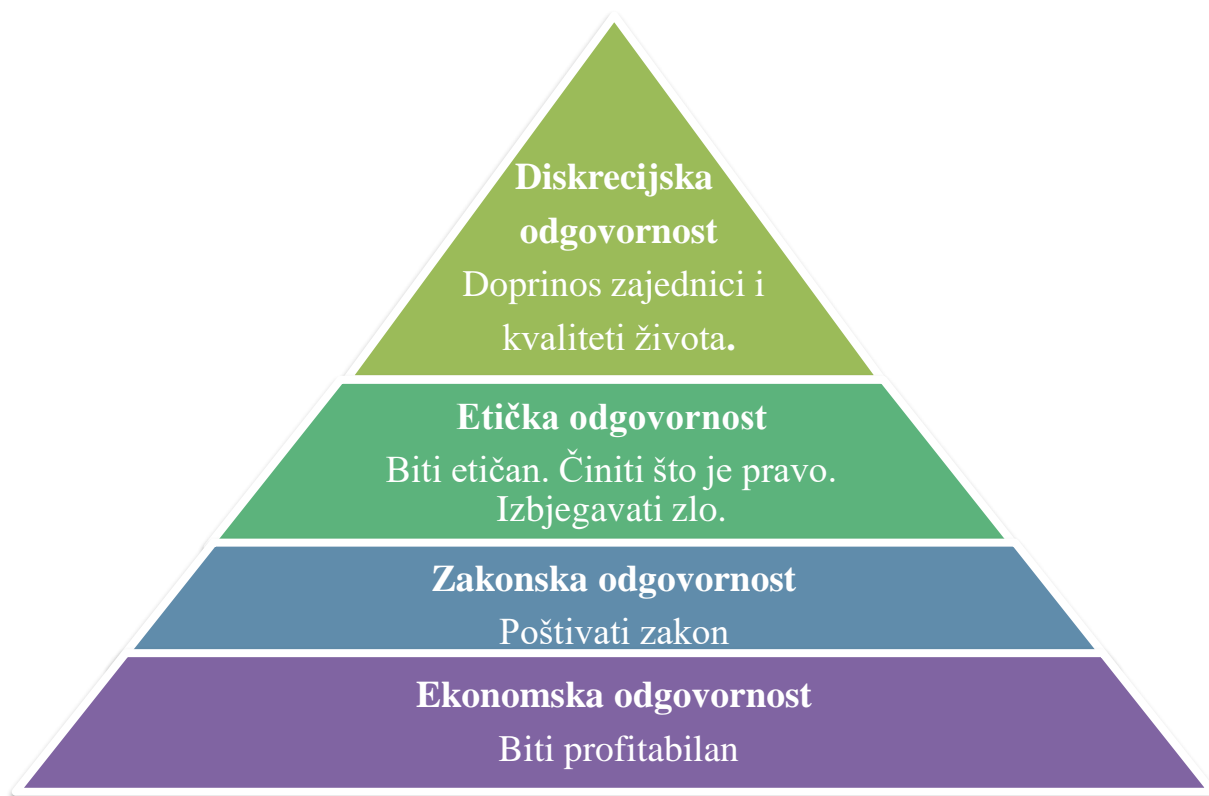 Diskrecijska
odgovornost
Doprinos zajednici i
kvaliteti života.
Etička odgovornost
Biti etičan. Činiti što je pravo.
Izbjegavati zlo.
Zakonska odgovornost
Poštivati zakon
Ekonomska odgovornost
Biti profitabilan